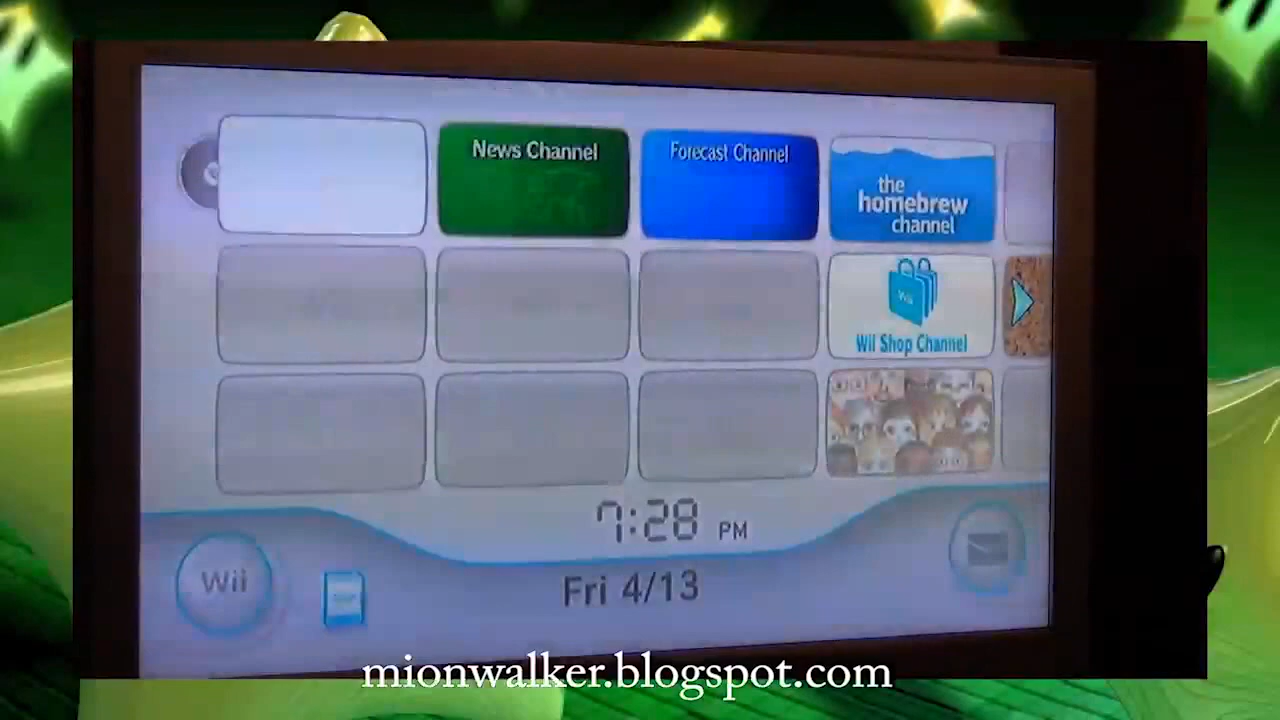 News Channel
Forecast Channel
the
homebrew
channel
Wii
Wii Shop Channel
7:28 PM
Wii
Fri 4/13
mionwalker.blogspot.com